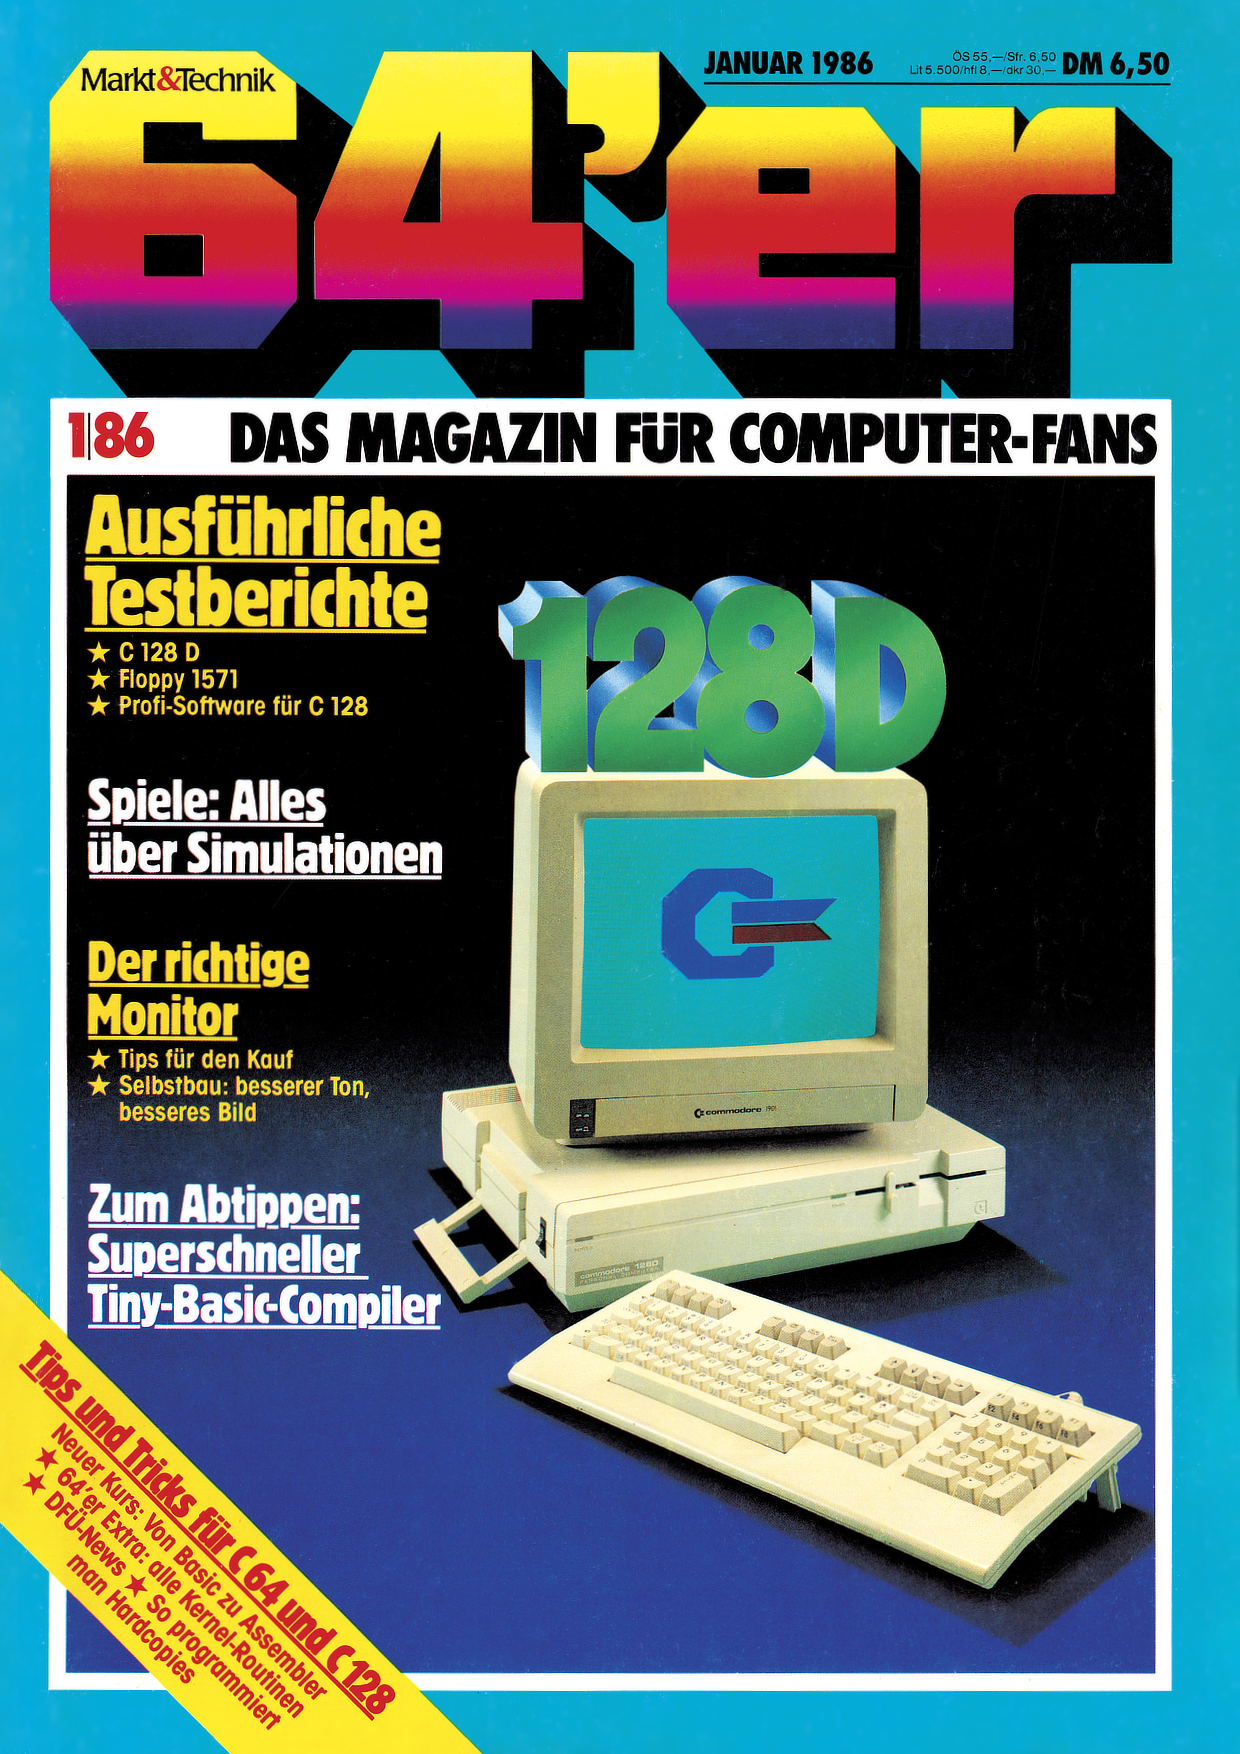 Markt&Technik
JANUAR 1986
ÖS 55,—/Sfr. 6,50
Lit 5.500/hfl 8,—/dkr 30,—
DM 6,50
64'er
1|86
DAS MAGAZIN FÜR COMPUTER-FANS
Ausführliche
Testberichte
★ C 128 D
★ Floppy 1571
★ Profi-Software für C 128
128D
Spiele: Alles
über Simulationen
Der richtige
Monitor
★ Tips für den Kauf
★ Selbstbau: besserer Ton,
besseres Bild
commodore 1901
Zum Abtippen:
Superschneller
Tiny-Basic-Compiler
commodore 128D
Tips und Tricks für C 64 und C 128
Neuer Kurs: Von Basic zu Assembler
★ 64'er Extra: alle Kernel-Routinen
★ DFÜ-News ★ So programmiert
man Hardcopies